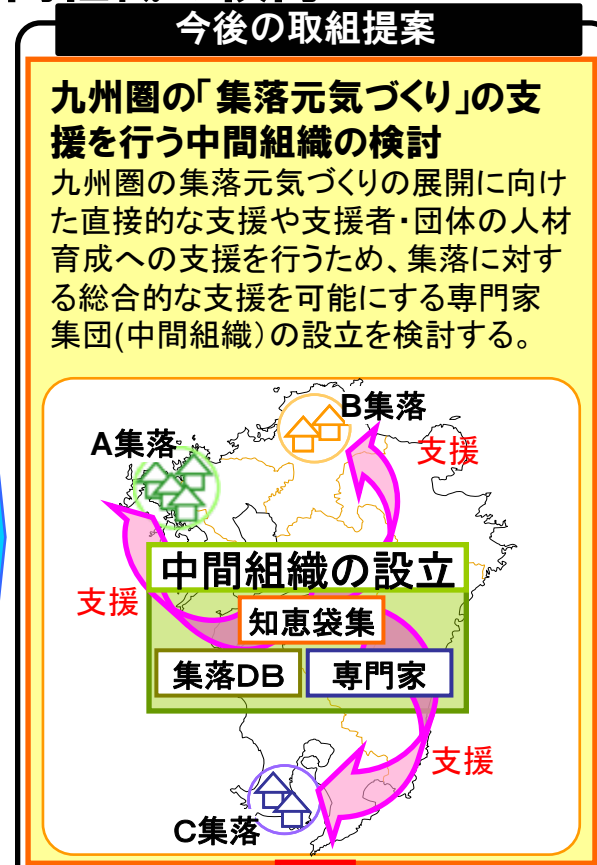 今後の取組提案
九州圏の「集落元気づくり」の支
援を行う中間組織の検討
九州圏の集落元気づくりの展開に向け
た直接的な支援や支援者・団体の人材
育成への支援を行うため、集落に対す
る総合的な支援を可能にする専門家
集団(中間組織）の設立を検討する。
B集落
A集落
支援
中間組織の設立
支援
知恵袋集
集落DB
専門家
支援
C集落